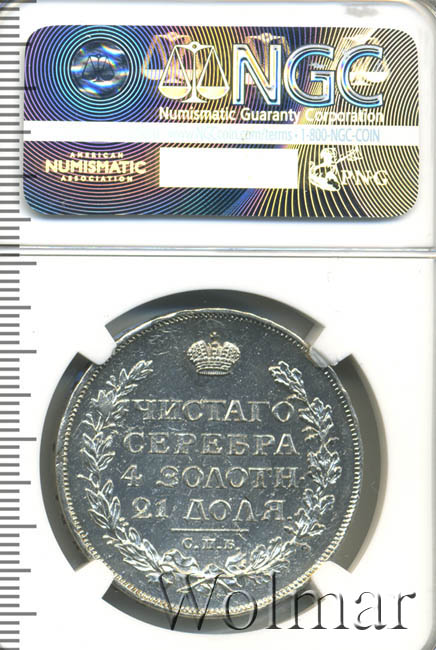 NGC
Numismatic Guaranty Corporation
www.NGCcoin.com/terms • 1-800-NGC-COIN
AMERICAN
NUMISMATIC
ASSOCIATION
P•N•G
ЧИСТАГО
СЕРЕБРА
4 ЗОЛОТН.
21 ДОЛЯ.
С.П.Б.
Wolmar